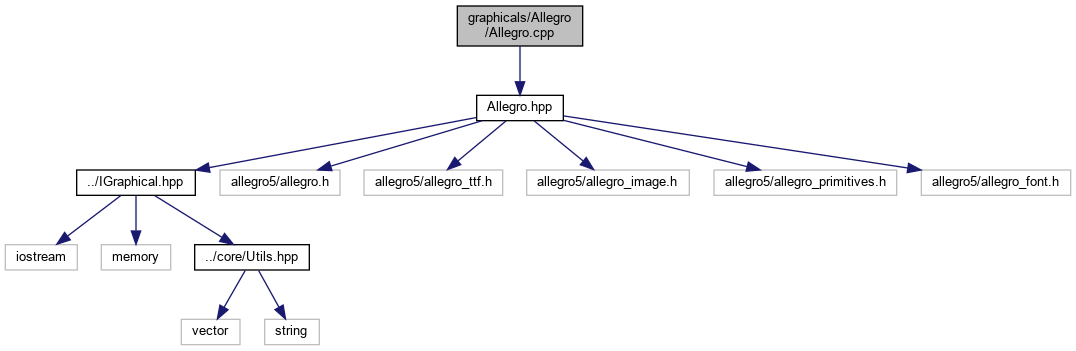 graphicals/Allegro
/Allegro.cpp
Allegro.hpp
../IGraphical.hpp
allegro5/allegro.h
allegro5/allegro_ttf.h
allegro5/allegro_image.h
allegro5/allegro_primitives.h
allegro5/allegro_font.h
iostream
memory
../core/Utils.hpp
vector
string